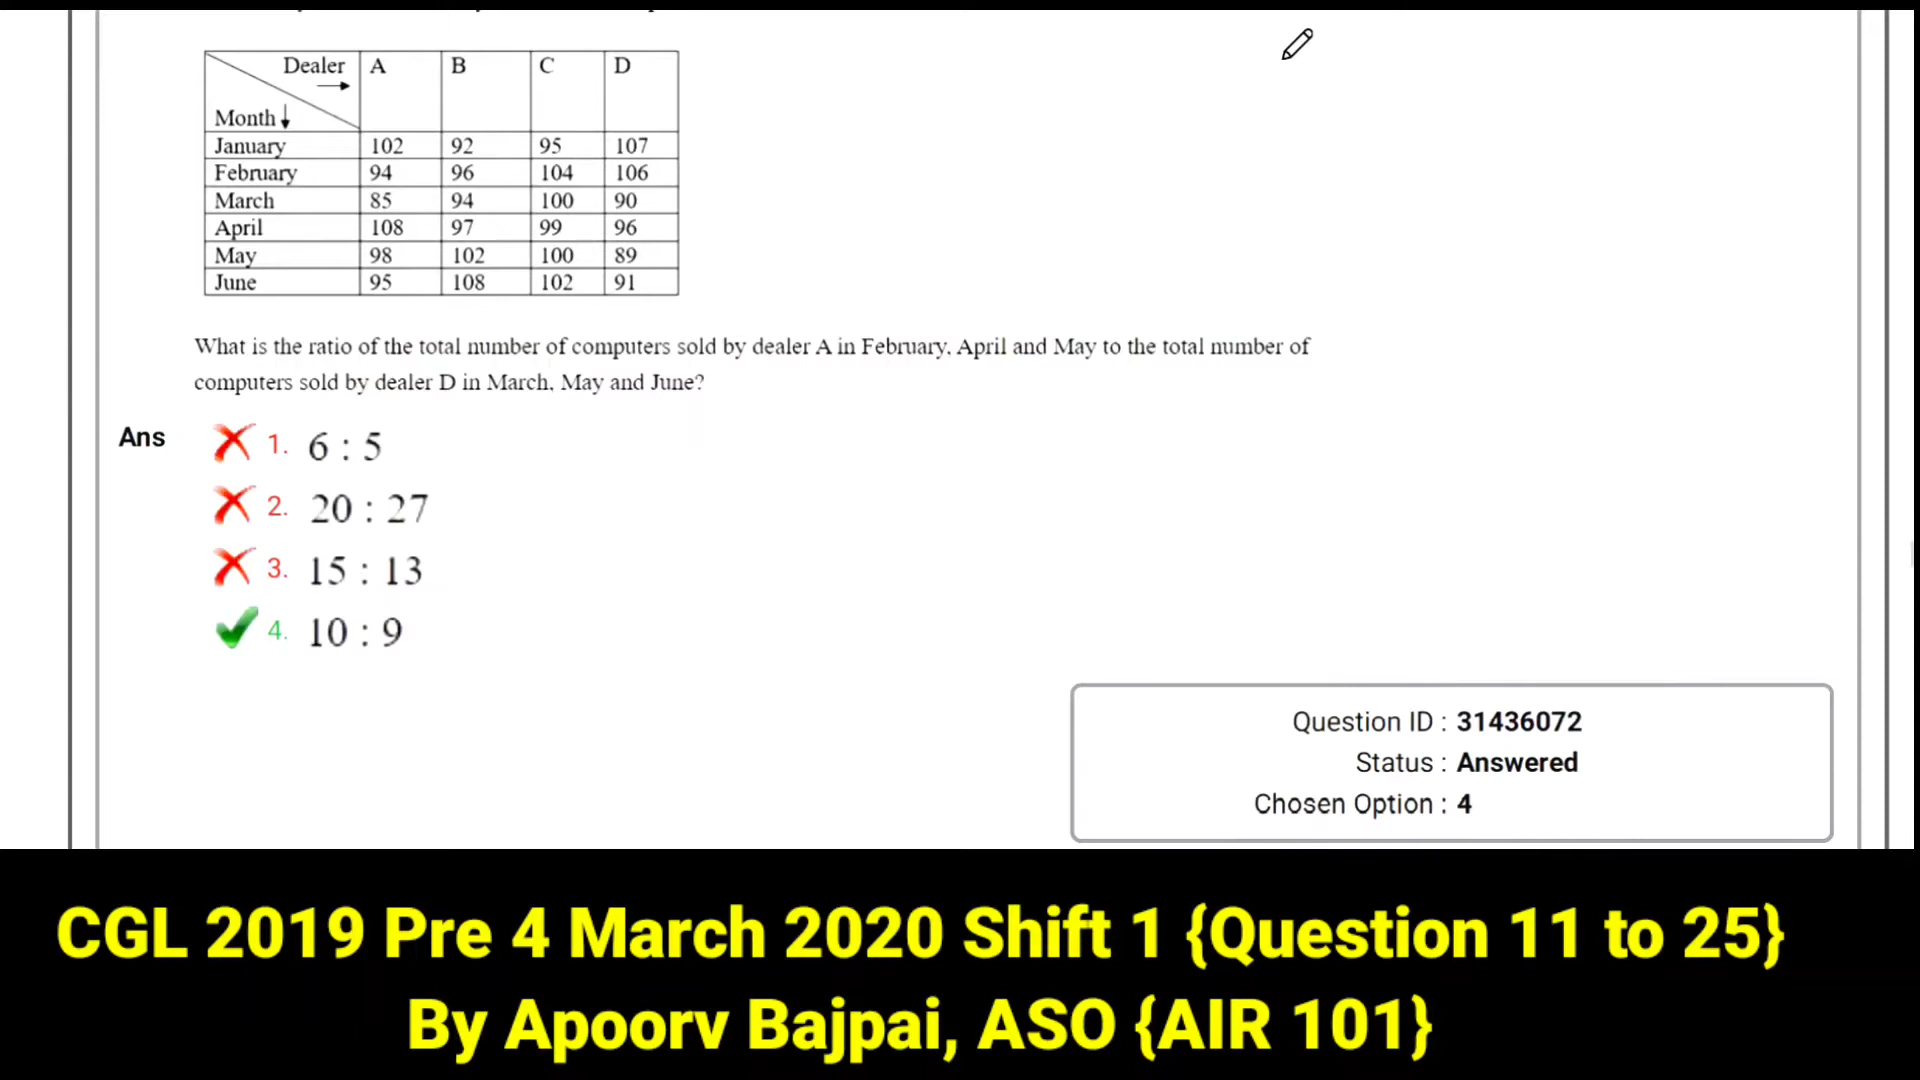 Dealer A B C D
Month
January 102 92 95 107
February 94 96 104 106
March 85 94 100 90
April 108 97 99 96
May 98 102 100 89
June 95 108 102 91
What is the ratio of the total number of computers sold by dealer A in February, April and May to the total number of
computers sold by dealer D in March, May and June?
Ans 1. 6 : 5
2. 20 : 27
3. 15 : 13
4. 10 : 9
Question ID : 31436072
Status : Answered
Chosen Option : 4
CGL 2019 Pre 4 March 2020 Shift 1 {Question 11 to 25}
By Apoorv Bajpai, ASO {AIR 101}